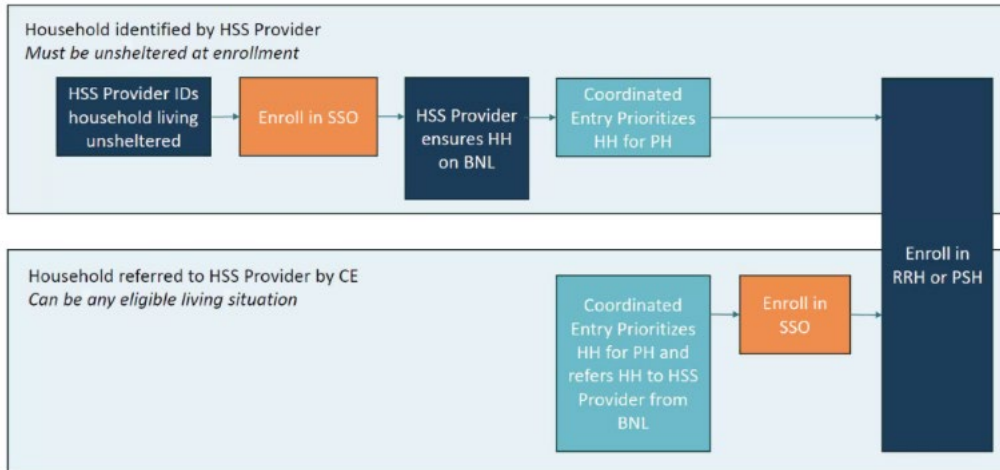 Household identified by HSS Provider
Must be unsheltered at enrollment
HSS Provider IDs
household living
unsheltered
Enroll in SSO
HSS Provider
ensures HH
on BNL
Coordinated
Entry Prioritizes
HH for PH
Enroll in
RRH or PSH
Household referred to HSS Provider by CE
Can be any eligible living situation
Coordinated
Entry Prioritizes
HH for PH and
refers HH to HSS
Provider from
BNL
Enroll in
SSO